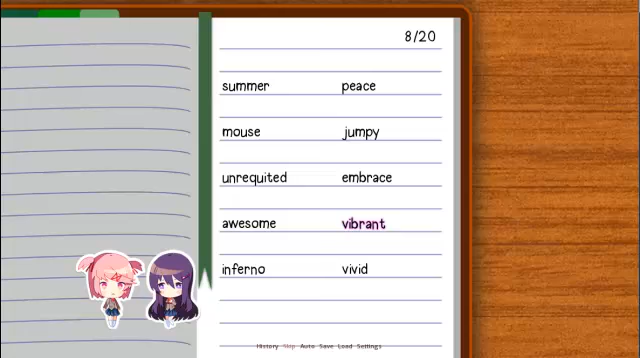 8/20
summer peace
mouse jumpy
unrequited embrace
awesome vibrant
inferno vivid
History Skip Auto Save Load Settings